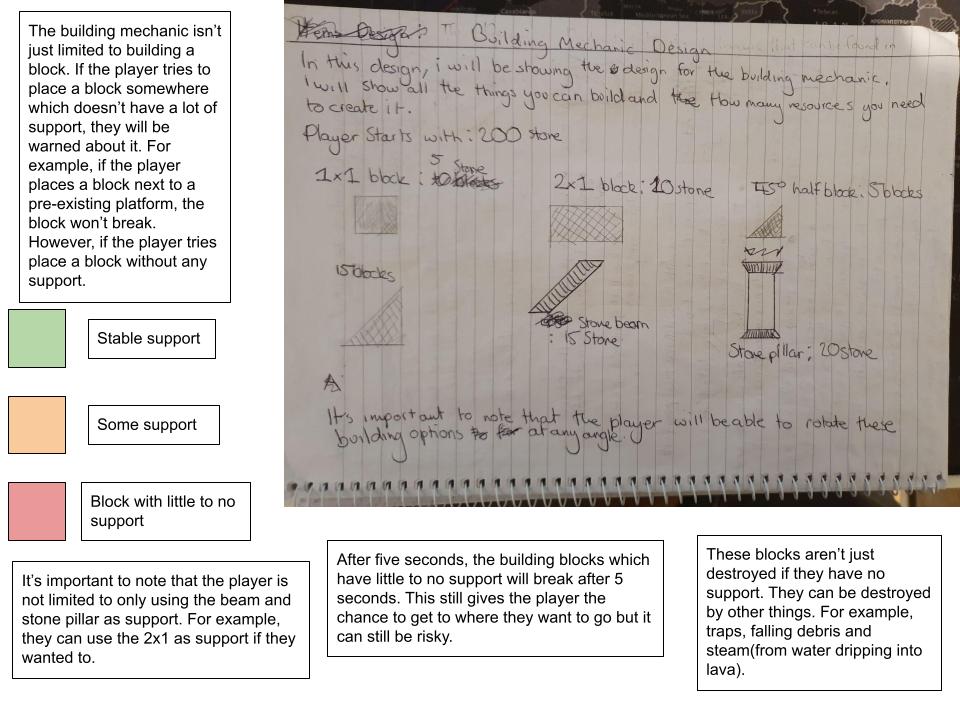 The building mechanic isn’t
just limited to building a
block. If the player tries to
place a block somewhere
which doesn’t have a lot of
support, they will be
warned about it. For
example, if the player
places a block next to a
pre-existing platform, the
block won’t break.
However, if the player tries
place a block without any
support.
Stable support
Some support
Block with little to no
support
It’s important to note that the player is
not limited to only using the beam and
stone pillar as support. For example,
they can use the 2x1 as support if they
wanted to.
Building Mechanic Design
In this design, i will be showing the design for the building mechanic.
I will show all the things you can build and How many resources you need
to create it.
Player Starts with: 200 stone
1x1 block: 5 Stone
2x1 block: 10 stone
45° half block: 5 blocks
15 blocks
Stone beam
: 15 Stone
Stone pillar: 20 stone
It's important to note that the player will be able to rotate these
building options at any angle.
After five seconds, the building blocks which
have little to no support will break after 5
seconds. This still gives the player the
chance to get to where they want to go but it
can still be risky.
These blocks aren’t just
destroyed if they have no
support. They can be destroyed
by other things. For example,
traps, falling debris and
steam(from water dripping into
lava).